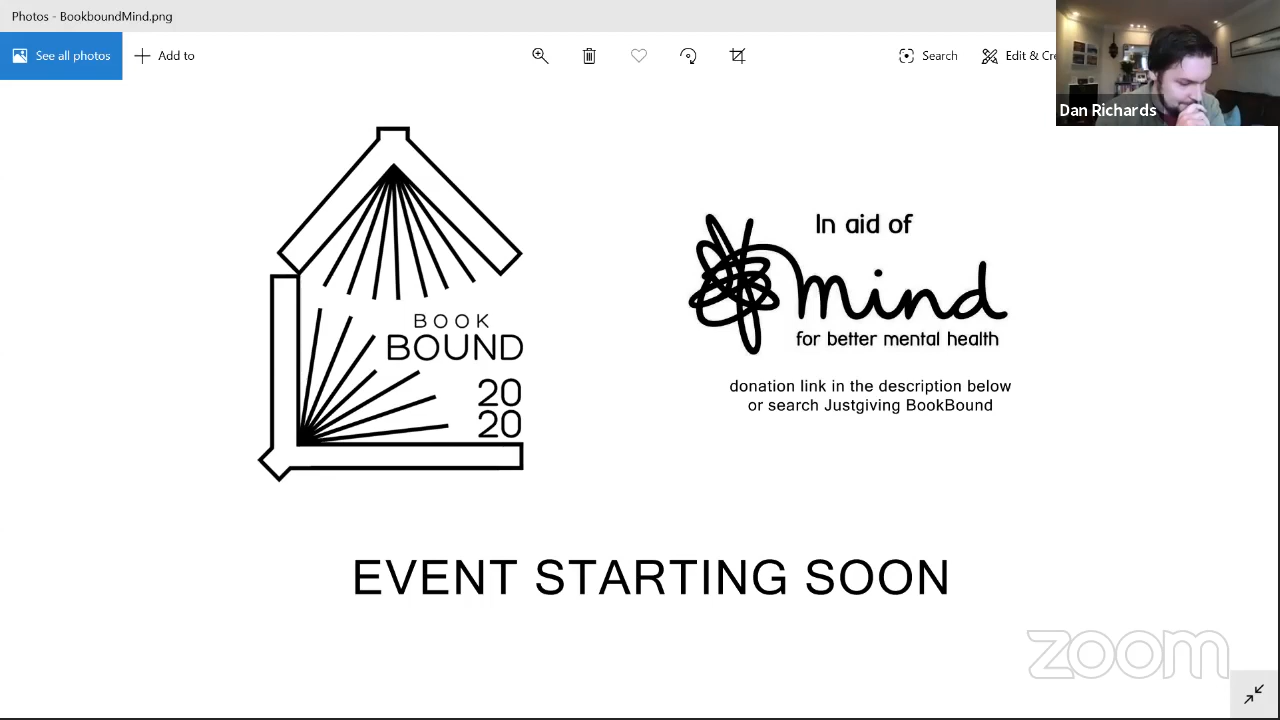 Photos - BookboundMind.png
See all photos
Add to
Search
Edit & Cre
Dan Richards
In aid of
mind
for better mental health
donation link in the description below
or search Justgiving BookBound
BOOK
BOUND
20
20
EVENT STARTING SOON
zoom